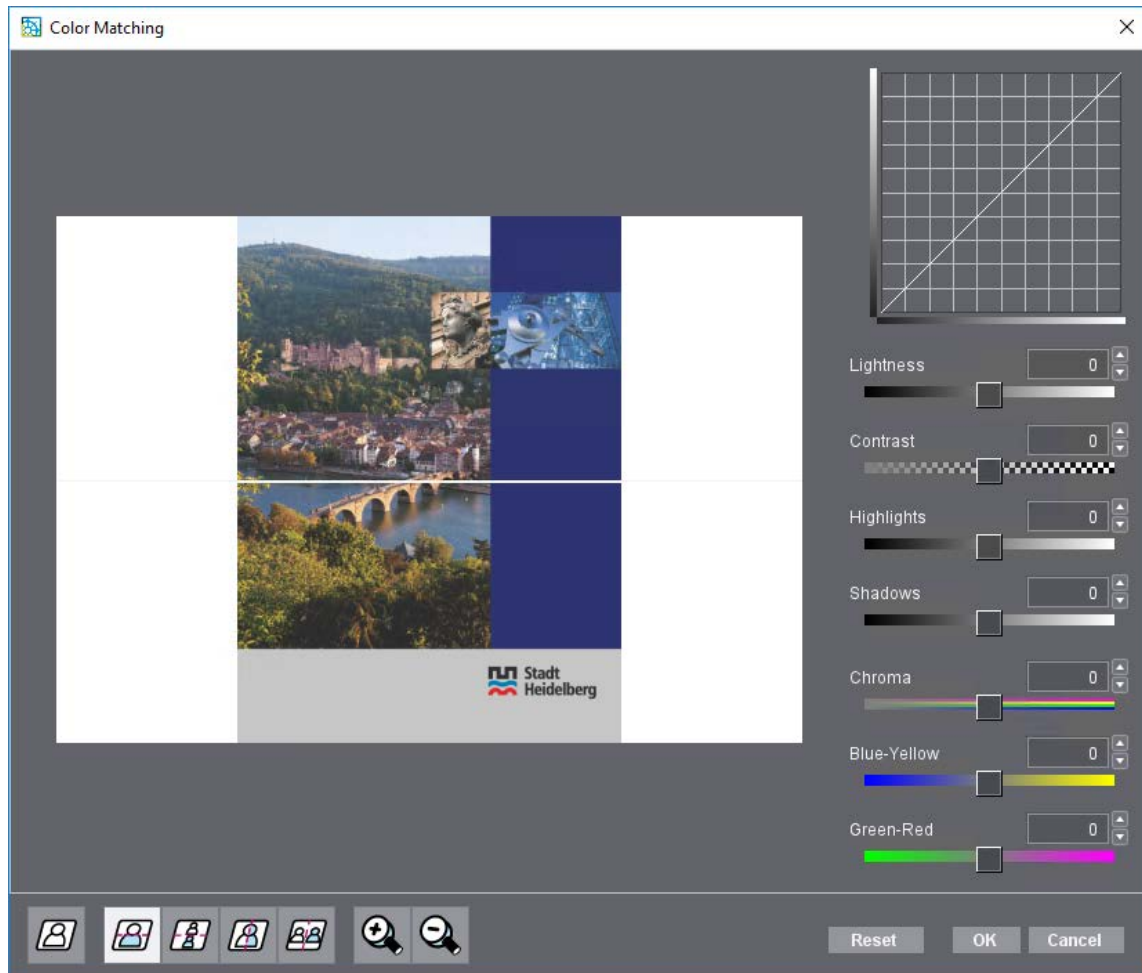 Color Matching
Lightness 0
Contrast 0
Highlights 0
Shadows 0
Chroma 0
Blue-Yellow 0
Green-Red 0
Stadt
Heidelberg
Reset OK Cancel